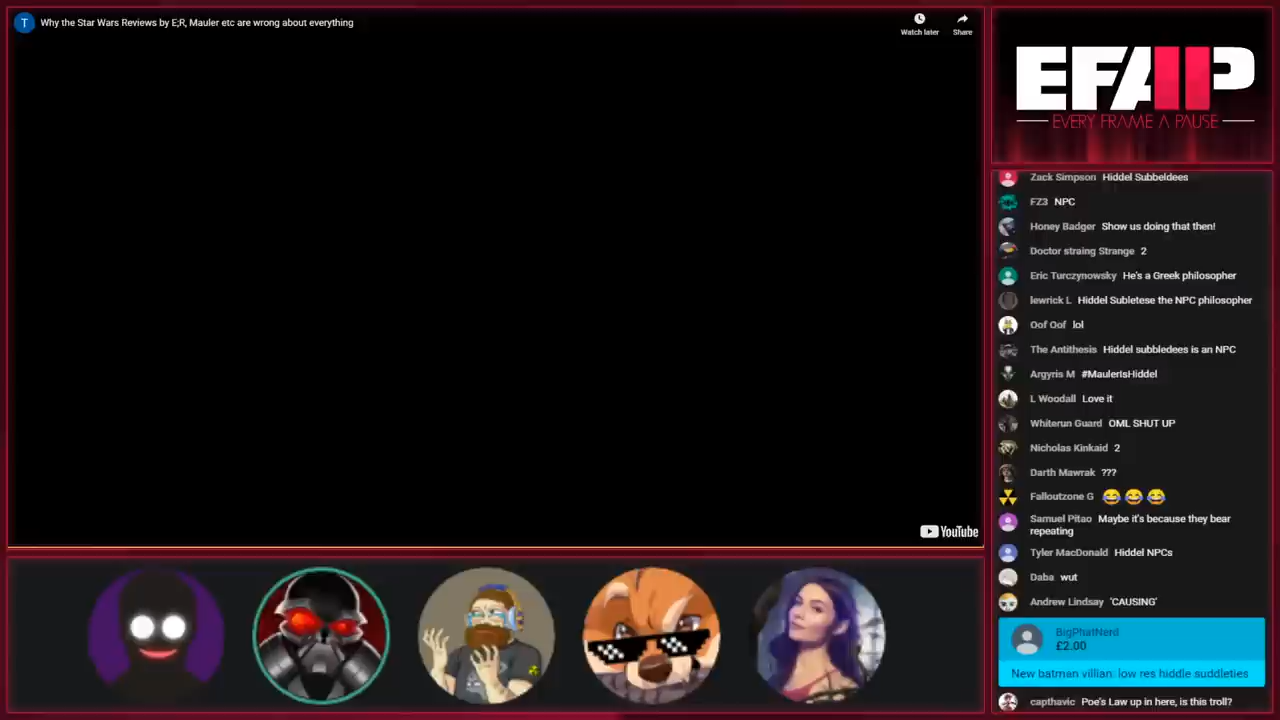 T
Why the Star Wars Reviews by E;R, Mauler etc are wrong about everything
Watch later
Share
YouTube
EFAP
EVERY FRAME A PAUSE
Zack Simpson Hiddel Subbeldees
FZ3 NPC
Honey Badger Show us doing that then!
Doctor straing Strange 2
Eric Turczynowsky He's a Greek philosopher
lewrick L Hiddel Subletese the NPC philosopher
Oof Oof lol
The Antithesis Hiddel subbledees is an NPC
Argyris M #MaulerIsHiddel
L Woodall Love it
Whiterun Guard OML SHUT UP
Nicholas Kinkaid 2
Darth Mawrak ???
Falloutzone G 😂 😂 😂
Samuel Pitao Maybe it's because they bear
repeating
Tyler MacDonald Hiddel NPCs
Daba wut
Andrew Lindsay 'CAUSING'
BigPhatNerd
£2.00
New batman villian: low res hiddle suddleties
capthavic Poe's Law up in here, is this troll?